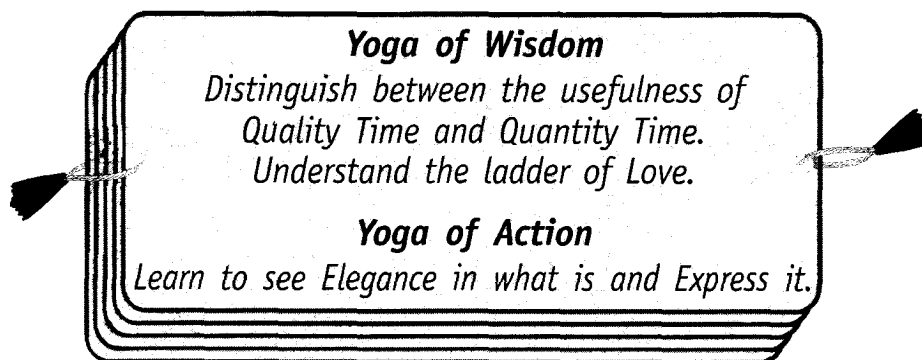 Yoga of Wisdom
Distinguish between the usefulness of
Quality Time and Quantity Time.
Understand the ladder of Love.
Yoga of Action
Learn to see Elegance in what is and Express it.